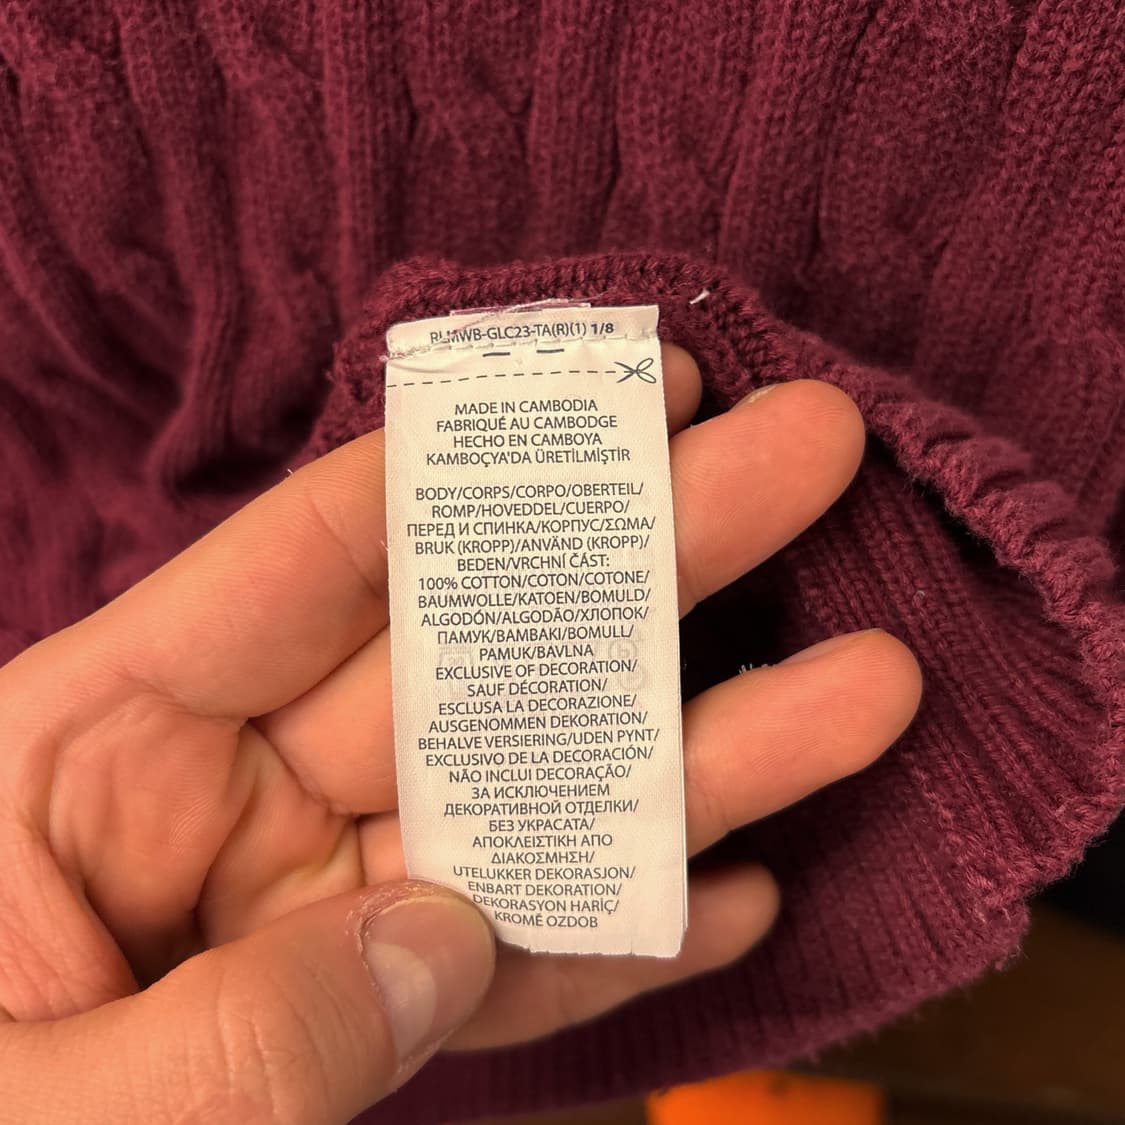 RLMWB-GLC23-TA(R)(1) 1/8
MADE IN CAMBODIA
FABRIQUÉ AU CAMBODGE
HECHO EN CAMBOYA
KAMBOÇYA'DA ÜRETİLMİŞTİR
BODY/CORPS/CORPO/OBERTEIL/
ROMP/HOVEDDEL/CUERPO/
ПЕРЕД И СПИНКА/КОРПУС/ΣΩΜΑ/
BRUK (KROPP)/ANVÄND (KROPP)/
BEDEN/VRCHNÍ ČÁST:
100% COTTON/COTON/COTONE/
BAUMWOLLE/KATOEN/BOMULD/
ALGODÓN/ALGODÃO/ХЛОПОК/
ПАМУК/ΒΑΜΒΑΚΙ/BOMULL/
PAMUK/BAVLNA
EXCLUSIVE OF DECORATION/
SAUF DÉCORATION/
ESCLUSA LA DECORAZIONE/
AUSGENOMMEN DEKORATION/
BEHALVE VERSIERING/UDEN PYNT/
EXCLUSIVO DE LA DECORACIÓN/
NÃO INCLUI DECORAÇÃO/
ЗА ИСКЛЮЧЕНИЕМ
ДЕКОРАТИВНОЙ ОТДЕЛКИ/
БЕЗ УКРАСАТА/
ΑΠΟΚΛΕΙΣΤΙΚΗ ΑΠΟ
ΔΙΑΚΟΣΜΗΣΗ/
UTELUKKER DEKORASJON/
ENBART DEKORATION/
DEKORASYON HARİÇ/
KROMĚ OZDOB